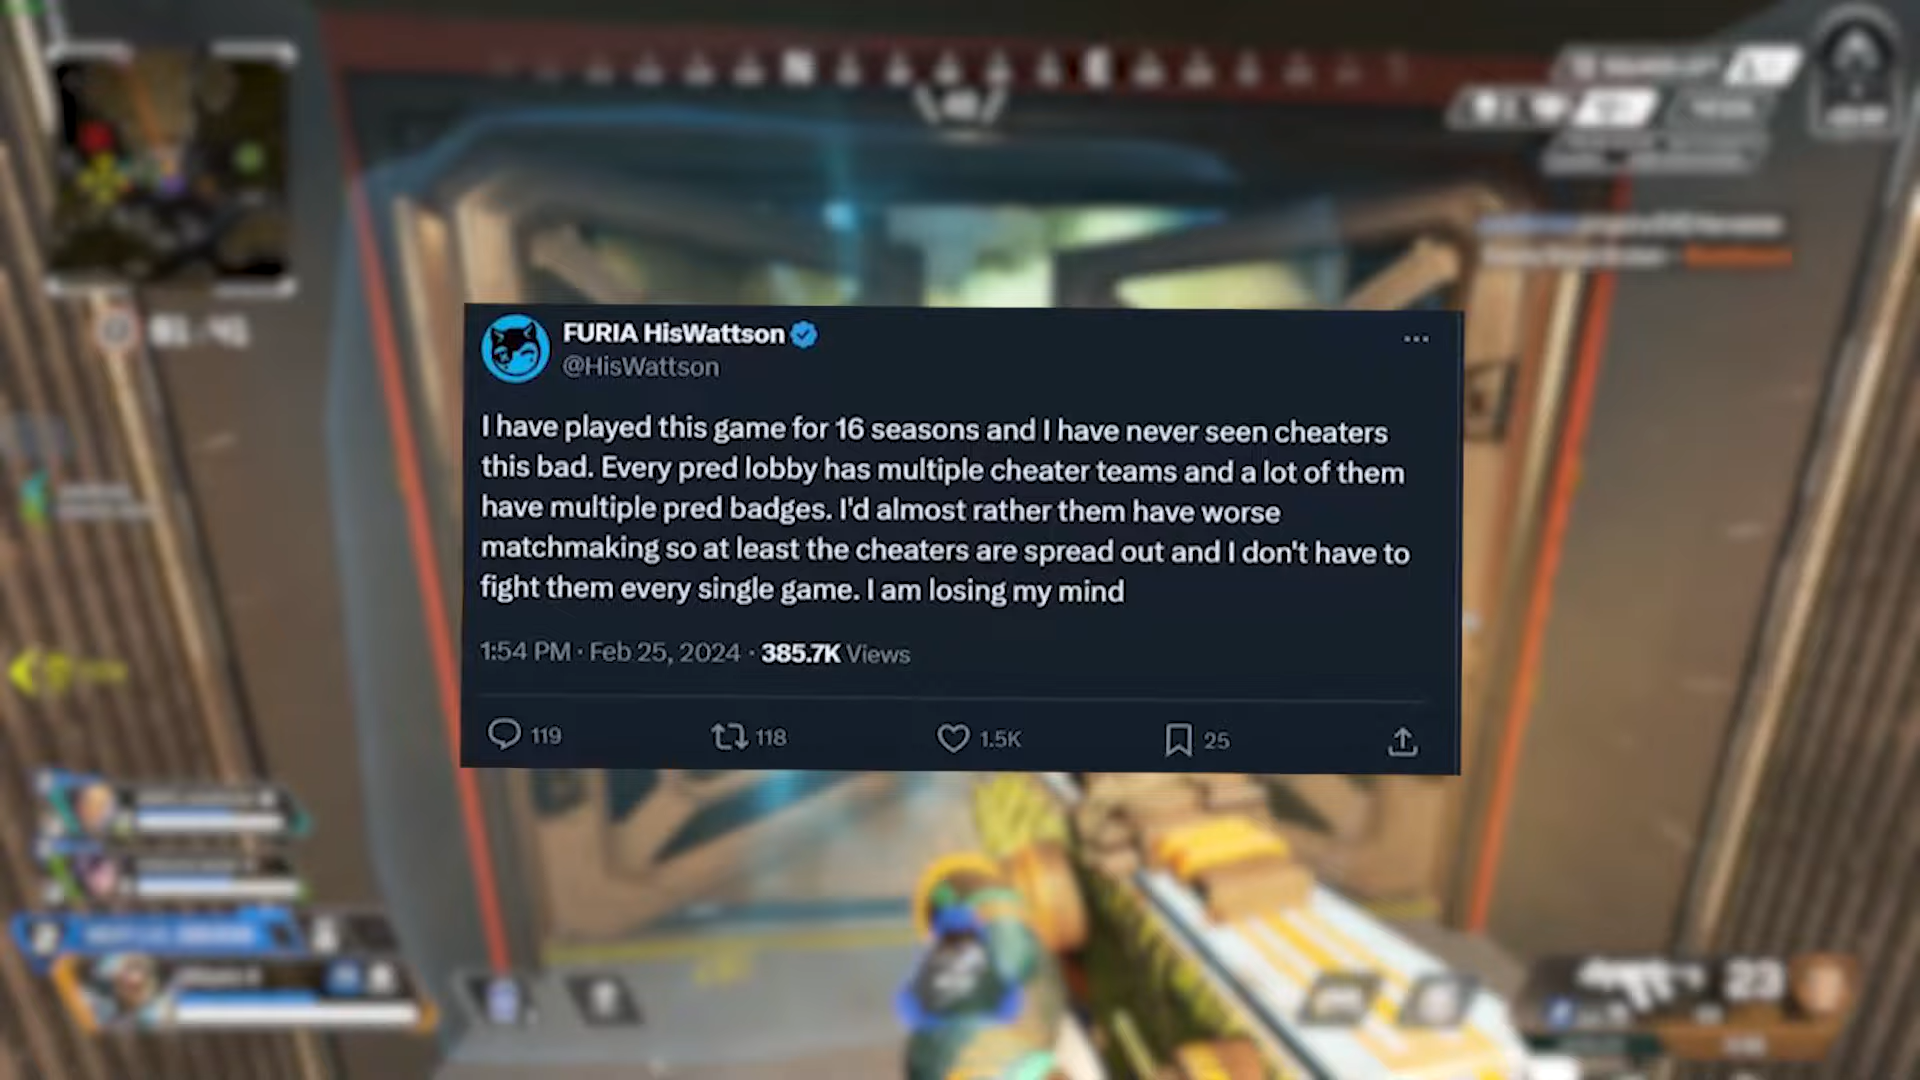 FURIA HisWattson
@HisWattson
I have played this game for 16 seasons and I have never seen cheaters
this bad. Every pred lobby has multiple cheater teams and a lot of them
have multiple pred badges. I'd almost rather them have worse
matchmaking so at least the cheaters are spread out and I don't have to
fight them every single game. I am losing my mind
1:54 PM · Feb 25, 2024 · 385.7K Views
119 118 1.5K 25
N E
23